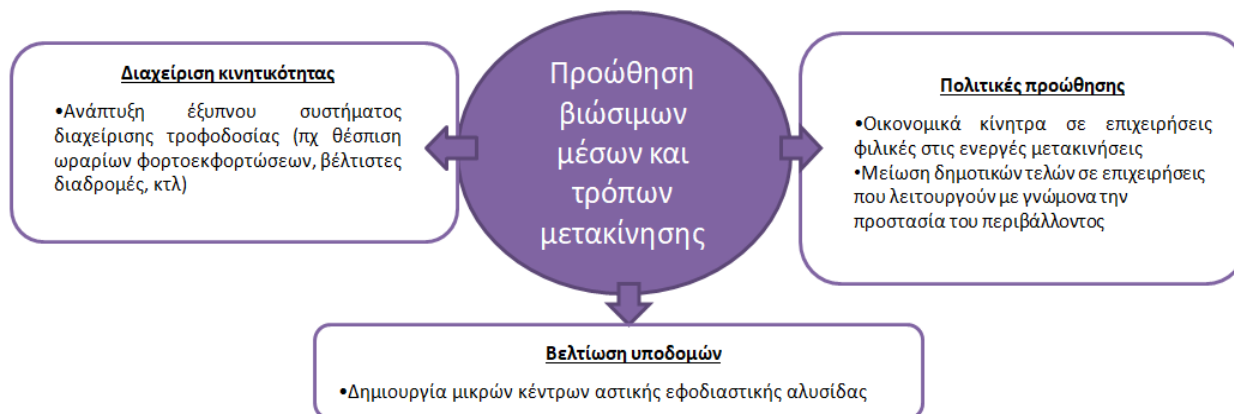 Διαχείριση κινητικότητας
•Ανάπτυξη έξυπνου συστήματος
διαχείρισης τροφοδοσίας (πχ θέσπιση
ωραρίων φορτοεκφορτώσεων, βέλτιστες
διαδρομές, κτλ)
Προώθηση
βιώσιμων
μέσων και
τρόπων
μετακίνησης
Πολιτικές προώθησης
•Οικονομικά κίνητρα σε επιχειρήσεις
φιλικές στις ενεργές μετακινήσεις
•Μείωση δημοτικών τελών σε επιχειρήσεις
που λειτουργούν με γνώμονα την
προστασία του περιβάλλοντος
Βελτίωση υποδομών
•Δημιουργία μικρών κέντρων αστικής εφοδιαστικής αλυσίδας